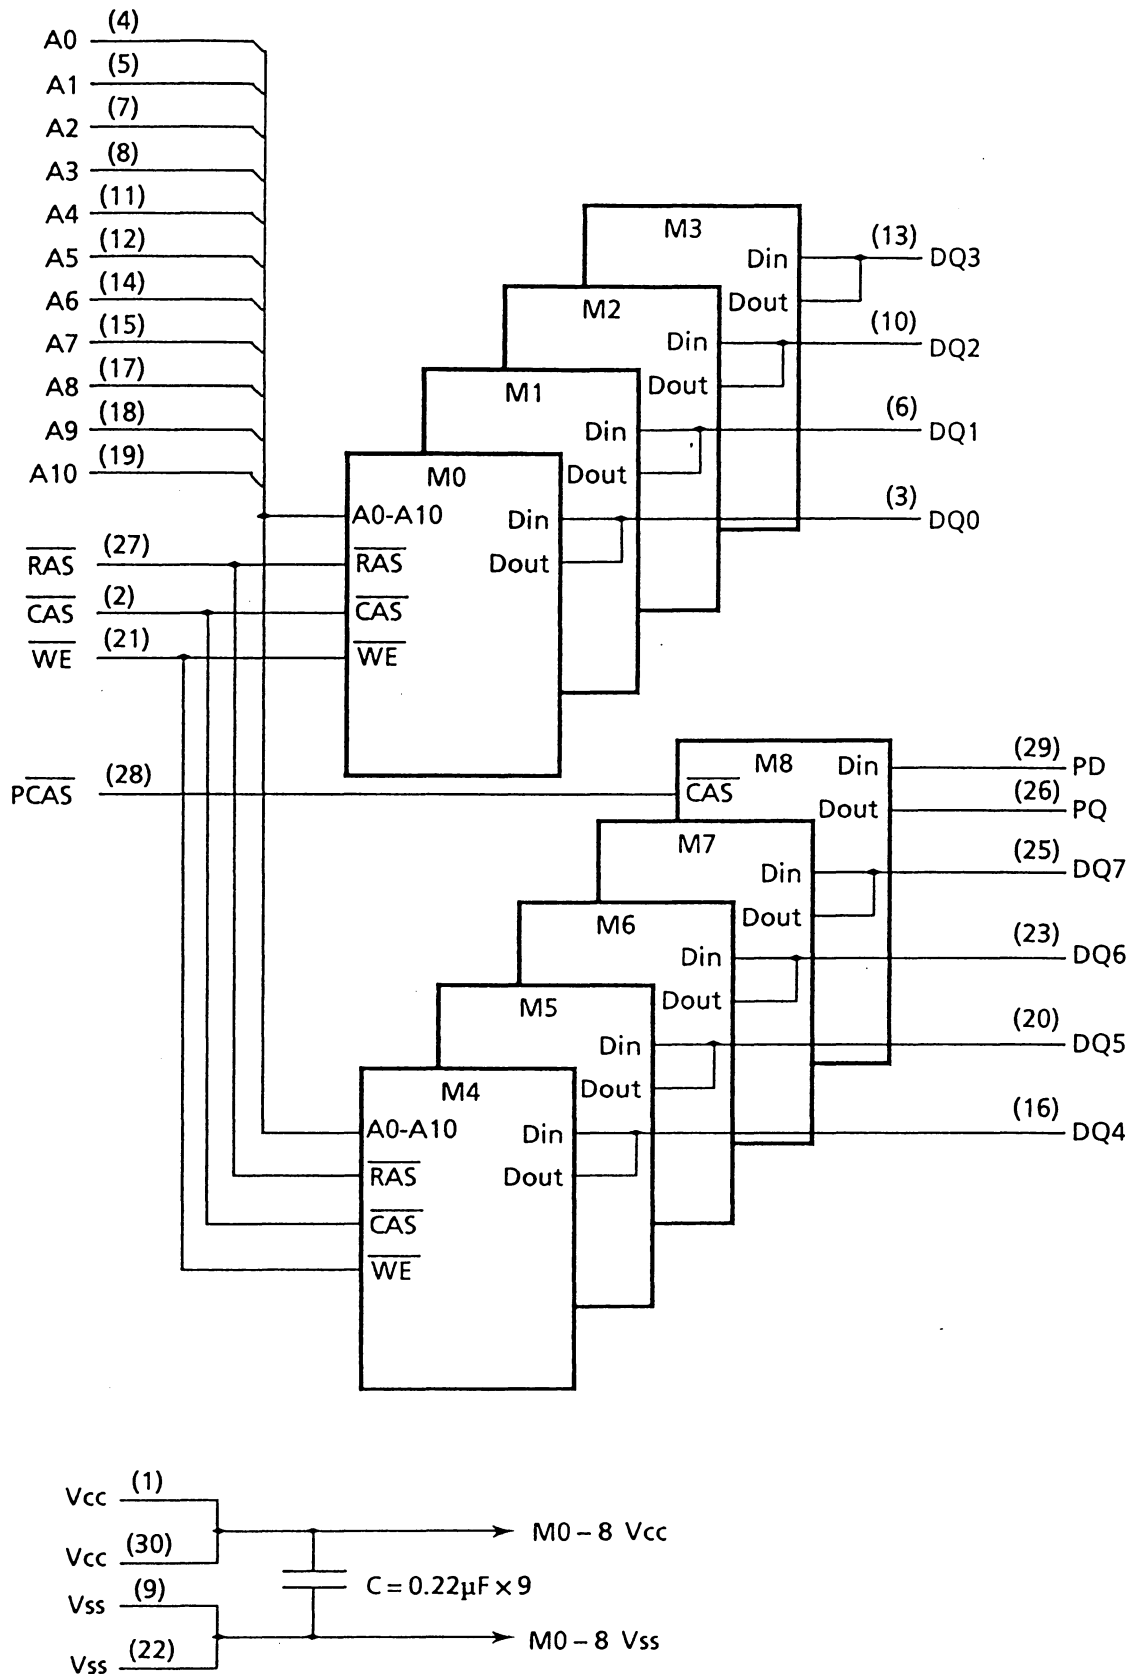 A0 (4)
A1 (5)
A2 (7)
A3 (8)
A4 (11)
A5 (12)
A6 (14)
A7 (15)
A8 (17)
A9 (18)
A10 (19)
RAS (27)
CAS (2)
WE (21)
PCAS (28)
M3
Din (13) DQ3
Dout
M2
Din (10) DQ2
Dout
M1
Din (6) DQ1
Dout
M0
A0-A10 Din (3) DQ0
RAS Dout
CAS
WE
M8 Din (29) PD
CAS Dout (26) PQ
M7
Din (25) DQ7
Dout
M6
Din (23) DQ6
Dout
M5
Din (20) DQ5
Dout
M4
A0-A10 Din (16) DQ4
RAS Dout
CAS
WE
Vcc (1)
M0 – 8 Vcc
Vcc (30)
C = 0.22μF × 9
Vss (9)
M0 – 8 Vss
Vss (22)